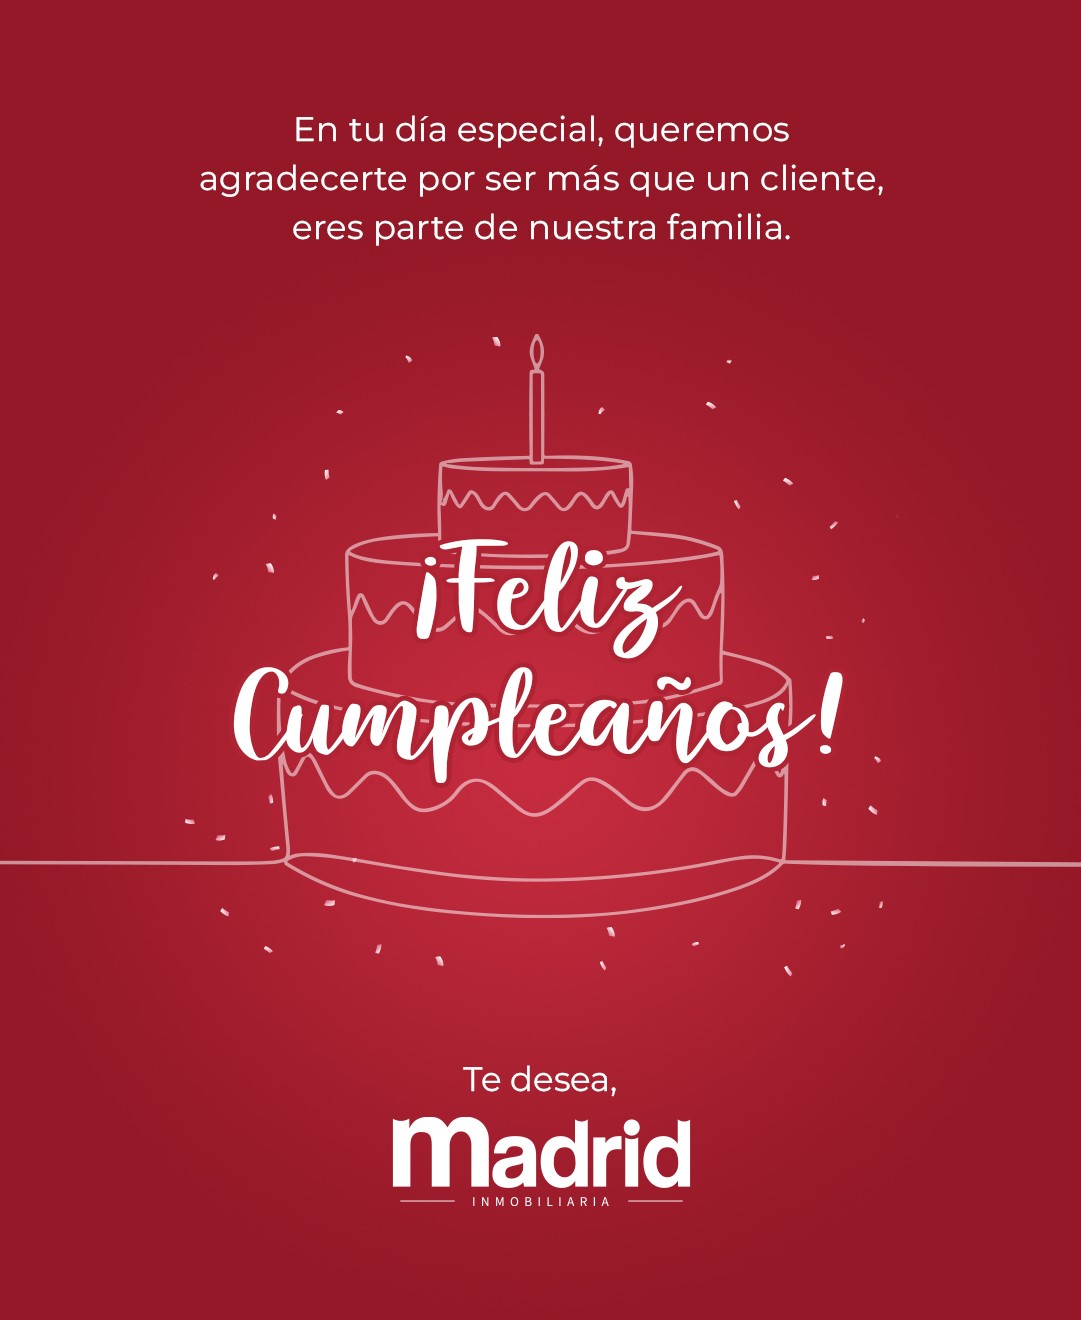 En tu día especial, queremos
agradecerte por ser más que un cliente,
eres parte de nuestra familia.
¡Feliz
Cumpleaños!
Te desea,
madrid
INMOBILIARIA